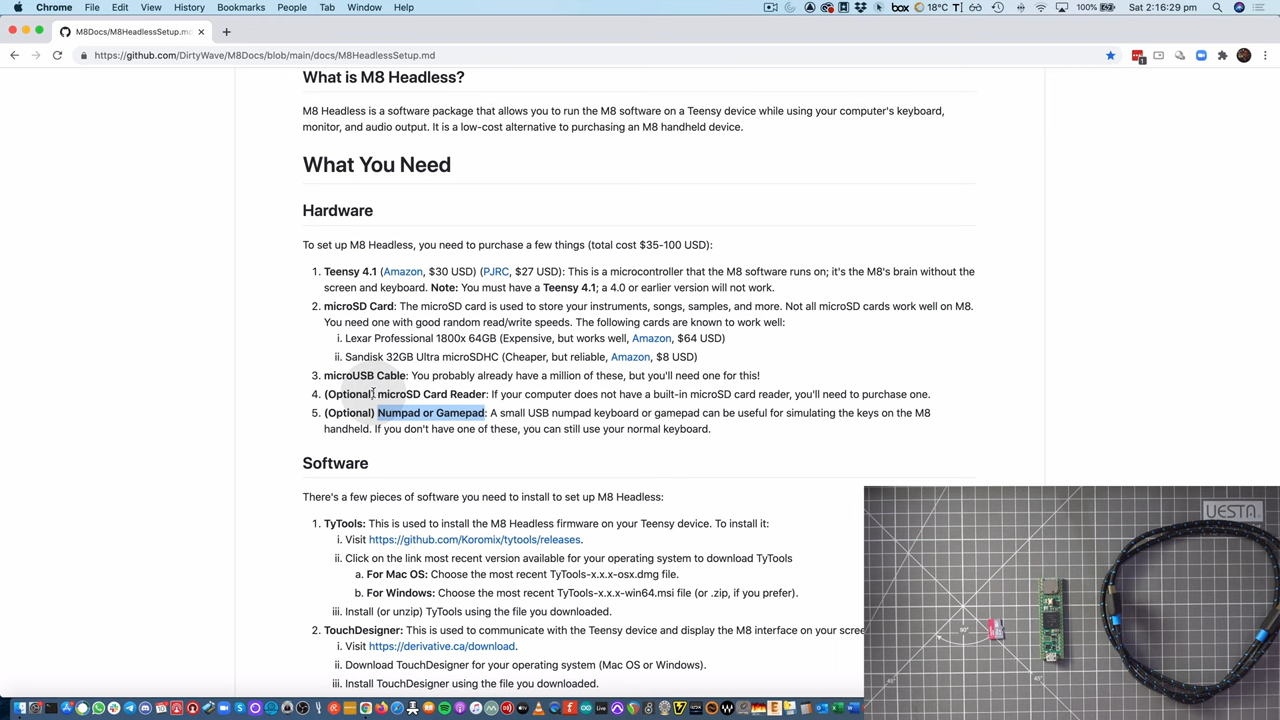 Chrome File Edit View History Bookmarks People Tab Window Help
box 18°C 100% Sat 2:16:29 pm
M8Docs/M8HeadlessSetup.md
https://github.com/DirtyWave/M8Docs/blob/main/docs/M8HeadlessSetup.md
What is M8 Headless?
M8 Headless is a software package that allows you to run the M8 software on a Teensy device while using your computer's keyboard,
monitor, and audio output. It is a low-cost alternative to purchasing an M8 handheld device.
What You Need
Hardware
To set up M8 Headless, you need to purchase a few things (total cost $35-100 USD):
1. Teensy 4.1 (Amazon, $30 USD) (PJRC, $27 USD): This is a microcontroller that the M8 software runs on; it's the M8's brain without the
screen and keyboard. Note: You must have a Teensy 4.1; a 4.0 or earlier version will not work.
2. microSD Card: The microSD card is used to store your instruments, songs, samples, and more. Not all microSD cards work well on M8.
You need one with good random read/write speeds. The following cards are known to work well:
i. Lexar Professional 1800x 64GB (Expensive, but works well, Amazon, $64 USD)
ii. Sandisk 32GB Ultra microSDHC (Cheaper, but reliable, Amazon, $8 USD)
3. microUSB Cable: You probably already have a million of these, but you'll need one for this!
4. (Optional) microSD Card Reader: If your computer does not have a built-in microSD card reader, you'll need to purchase one.
5. (Optional) Numpad or Gamepad: A small USB numpad keyboard or gamepad can be useful for simulating the keys on the M8
handheld. If you don't have one of these, you can still use your normal keyboard.
Software
There's a few pieces of software you need to install to set up M8 Headless:
1. TyTools: This is used to install the M8 Headless firmware on your Teensy device. To install it:
i. Visit https://github.com/Koromix/tytools/releases.
ii. Click on the link most recent version available for your operating system to download TyTools
a. For Mac OS: Choose the most recent TyTools-x.x.x-osx.dmg file.
b. For Windows: Choose the most recent TyTools-x.x.x-win64.msi file (or .zip, if you prefer).
iii. Install (or unzip) TyTools using the file you downloaded.
2. TouchDesigner: This is used to communicate with the Teensy device and display the M8 interface on your scree
i. Visit https://derivative.ca/download.
ii. Download TouchDesigner for your operating system (Mac OS or Windows).
iii. Install TouchDesigner using the file you downloaded.
90°
45°
45°